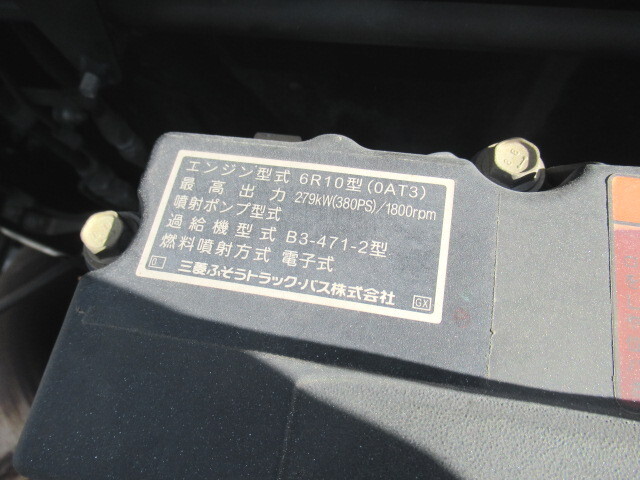 エンジン型式 6R10型(0AT3)
最高出力 279kW(380PS)/1800rpm
噴射ポンプ型式
過給機型式 B3-471-2型
燃料噴射方式 電子式
三菱ふそうトラック・バス株式会社
GX